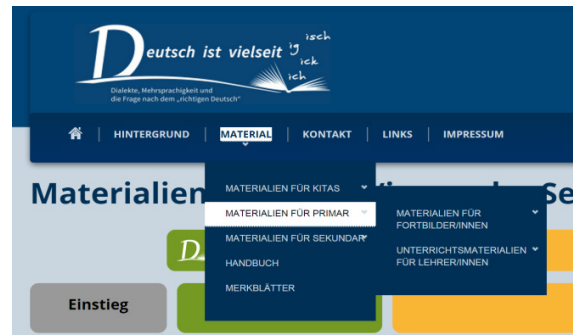 Deutsch ist vielseitig
isch
ick
ich
Dialekte, Mehrsprachigkeit und
die Frage nach dem „richtigen Deutsch“
HINTERGRUND | MATERIAL | KONTAKT | LINKS | IMPRESSUM
Materialien Se
MATERIALIEN FÜR KITAS
MATERIALIEN FÜR PRIMAR
MATERIALIEN FÜR SEKUNDAR
HANDBUCH
MERKBLÄTTER
MATERIALIEN FÜR
FORTBILDER/INNEN
UNTERRICHTSMATERIALIEN
FÜR LEHRER/INNEN
D
Einstieg